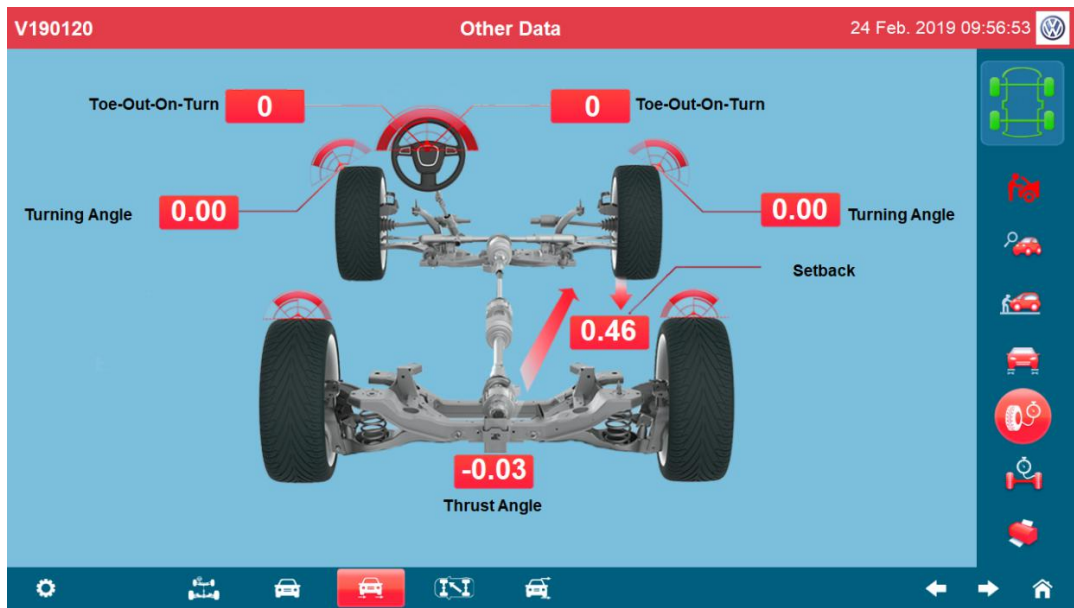 V190120
Other Data
24 Feb. 2019 09:56:53
Toe-Out-On-Turn 0
0 Toe-Out-On-Turn
Turning Angle 0.00
0.00 Turning Angle
Setback
0.46
-0.03
Thrust Angle